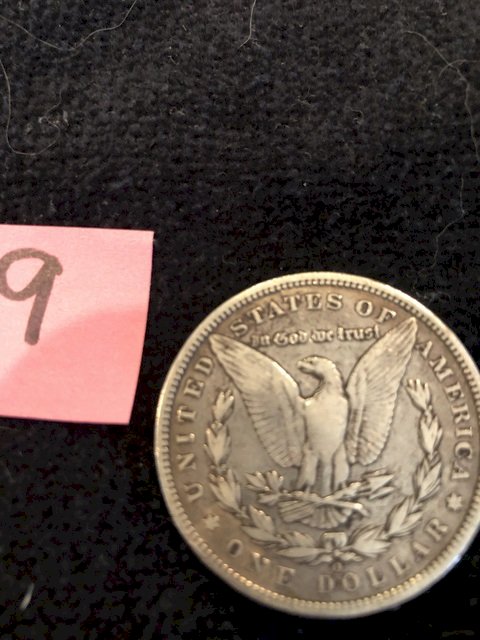 9
UNITED STATES OF AMERICA
In God we trust
ONE DOLLAR